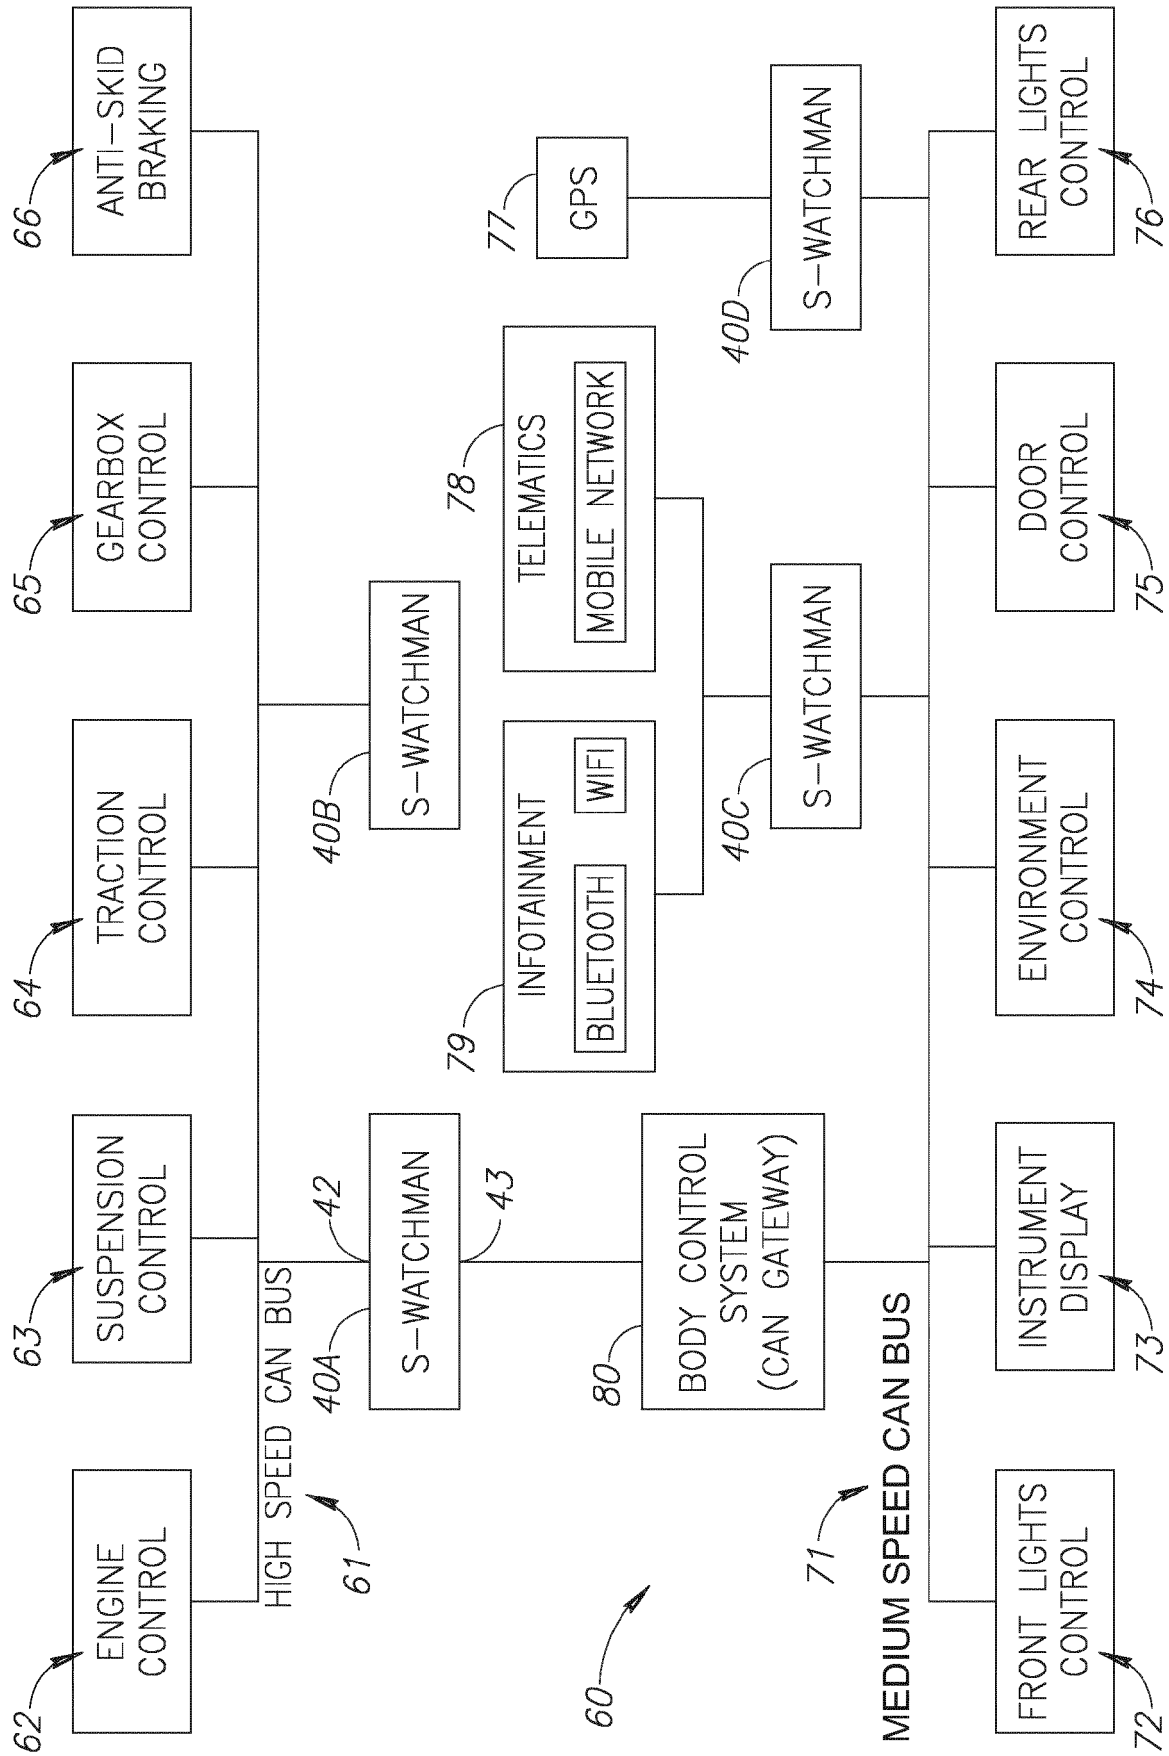 62
ENGINE
CONTROL
63
SUSPENSION
CONTROL
64
TRACTION
CONTROL
65
GEARBOX
CONTROL
66
ANTI-SKID
BRAKING
HIGH SPEED CAN BUS
61
42
40A
S-WATCHMAN
43
40B
S-WATCHMAN
79
INFOTAINMENT
BLUETOOTH
WIFI
78
TELEMATICS
MOBILE NETWORK
77
GPS
60
80
BODY CONTROL
SYSTEM
(CAN GATEWAY)
40C
S-WATCHMAN
40D
S-WATCHMAN
71
MEDIUM SPEED CAN BUS
FRONT LIGHTS
CONTROL
72
INSTRUMENT
DISPLAY
73
ENVIRONMENT
CONTROL
74
DOOR
CONTROL
75
REAR LIGHTS
CONTROL
76